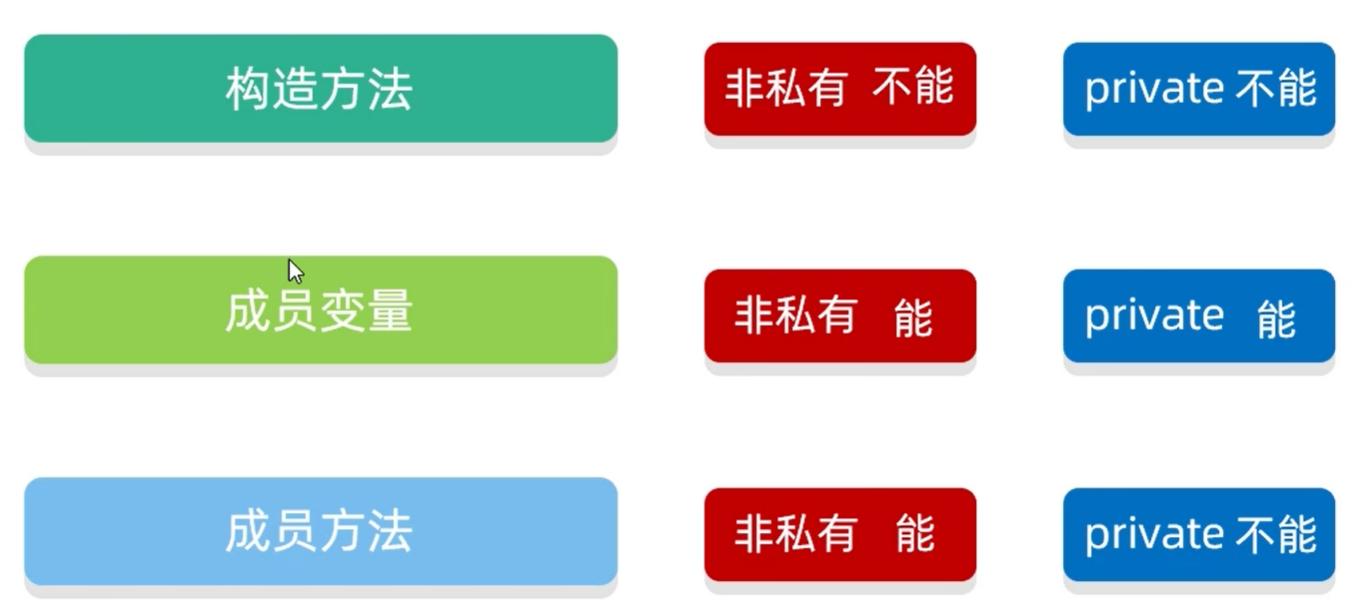 构造方法 非私有 不能 private 不能
成员变量 非私有 能 private 能
成员方法 非私有 能 private 不能